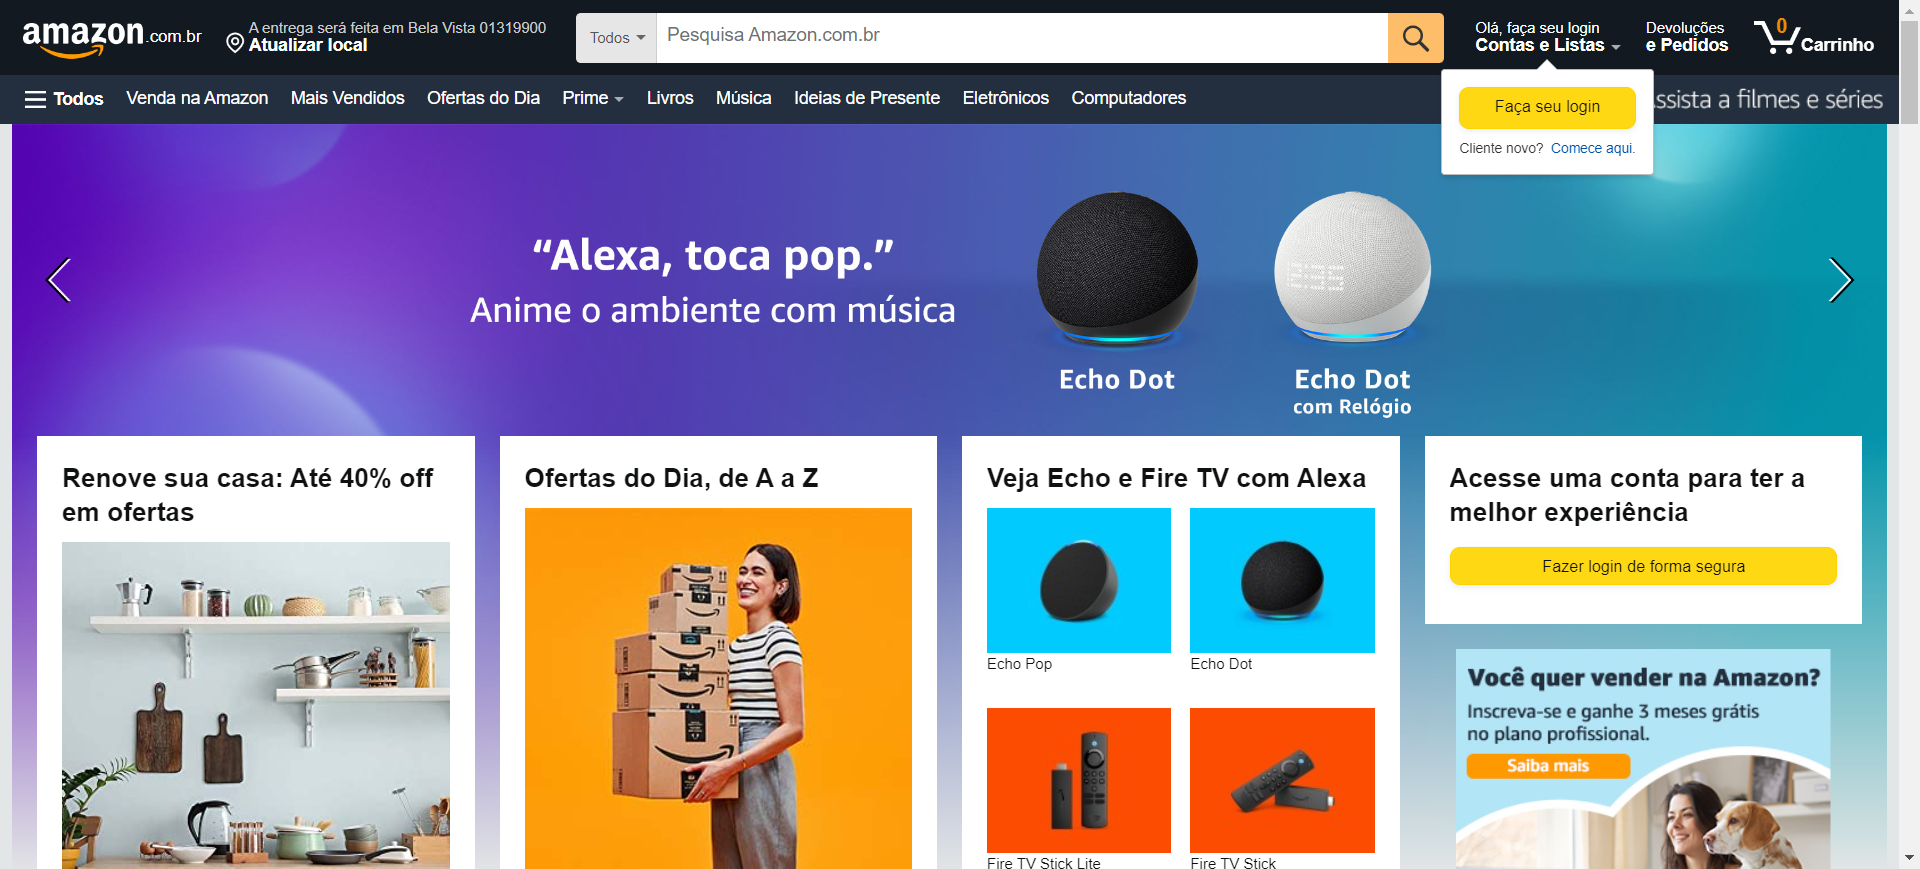 amazon.com.br
A entrega será feita em Bela Vista 01319900
Atualizar local
Todos
Pesquisa Amazon.com.br
Olá, faça seu login
Contas e Listas
Devoluções
e Pedidos
0
Carrinho
Todos
Venda na Amazon
Mais Vendidos
Ofertas do Dia
Prime
Livros
Música
Ideias de Presente
Eletrônicos
Computadores
ssista a filmes e séries
Faça seu login
Cliente novo? Comece aqui.
“Alexa, toca pop.”
Anime o ambiente com música
Echo Dot
Echo Dot
com Relógio
Renove sua casa: Até 40% off
em ofertas
Ofertas do Dia, de A a Z
Veja Echo e Fire TV com Alexa
Echo Pop
Echo Dot
Fire TV Stick Lite
Fire TV Stick
Acesse uma conta para ter a
melhor experiência
Fazer login de forma segura
Você quer vender na Amazon?
Inscreva-se e ganhe 3 meses grátis
no plano profissional.
Saiba mais